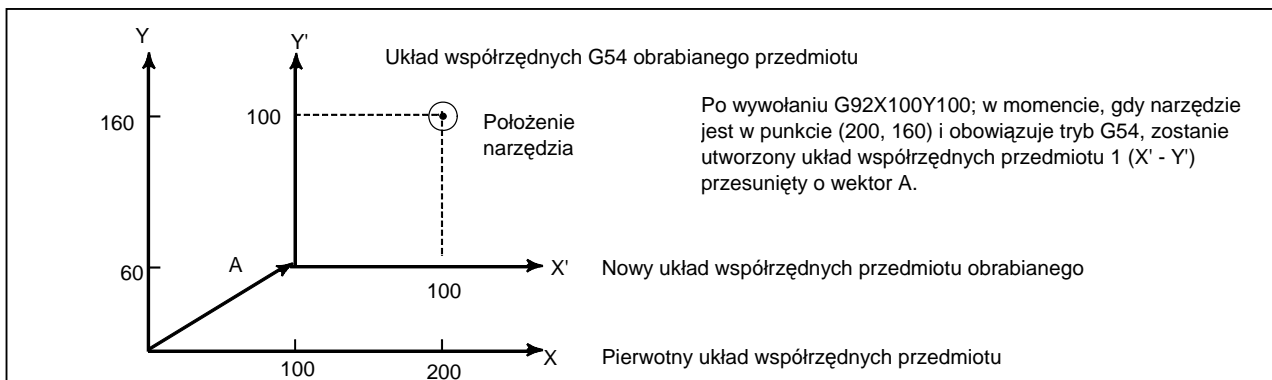 Y
Y'
Układ współrzędnych G54 obrabianego przedmiotu
160
100
Położenie
narzędzia
Po wywołaniu G92X100Y100; w momencie, gdy narzędzie
jest w punkcie (200, 160) i obowiązuje tryb G54, zostanie
utworzony układ współrzędnych przedmiotu 1 (X' - Y')
przesunięty o wektor A.
60
A
X'
Nowy układ współrzędnych przedmiotu obrabianego
100
X
Pierwotny układ współrzędnych przedmiotu
100
200